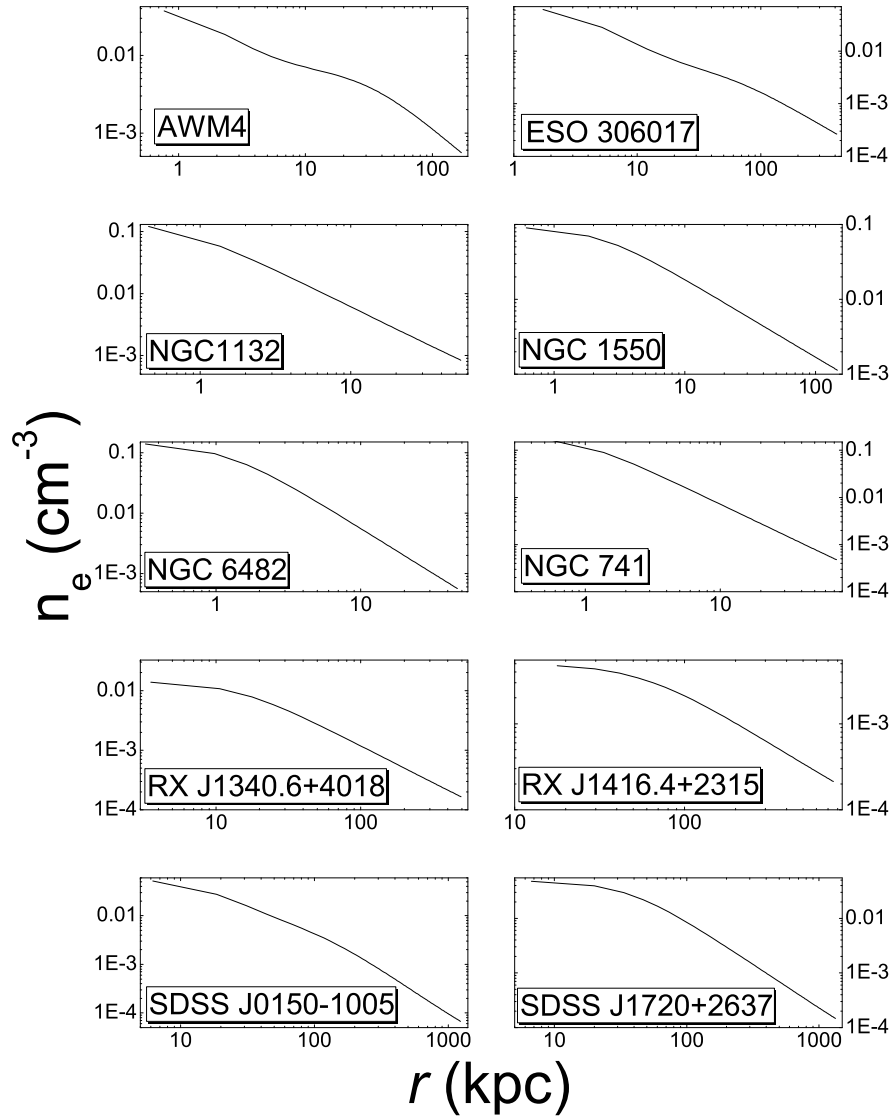 0.01
1E-3
AWM4
1 10 100
0.01
1E-3
1E-4
ESO 306017
1 10 100
0.1
0.01
1E-3
NGC1132
1 10
0.1
0.01
1E-3
NGC 1550
1 10 100
0.1
0.01
1E-3
NGC 6482
1 10
0.1
0.01
1E-3
1E-4
NGC 741
1 10
0.01
1E-3
1E-4
RX J1340.6+4018
10 100
1E-3
1E-4
RX J1416.4+2315
10 100
0.01
1E-3
1E-4
SDSS J0150-1005
10 100 1000
0.01
1E-3
1E-4
SDSS J1720+2637
10 100 1000
n_e (cm^-3)
r (kpc)